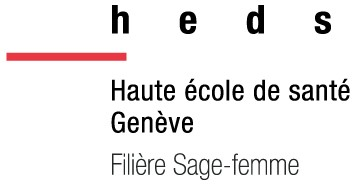 h e d s
Haute école de santé
Genève
Filière Sage-femme